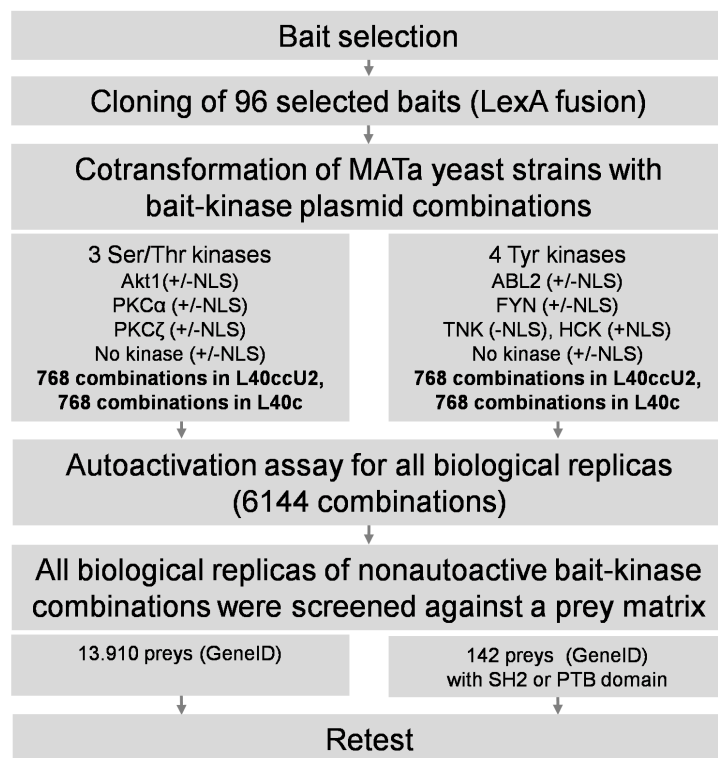 Bait selection
Cloning of 96 selected baits (LexA fusion)
Cotransformation of MATa yeast strains with
bait-kinase plasmid combinations
3 Ser/Thr kinases
Akt1(+/-NLS)
PKCα (+/-NLS)
PKCζ (+/-NLS)
No kinase (+/-NLS)
768 combinations in L40ccU2,
768 combinations in L40c
4 Tyr kinases
ABL2 (+/-NLS)
FYN (+/-NLS)
TNK (-NLS), HCK (+NLS)
No kinase (+/-NLS)
768 combinations in L40ccU2,
768 combinations in L40c
Autoactivation assay for all biological replicas
(6144 combinations)
All biological replicas of nonautoactive bait-kinase
combinations were screened against a prey matrix
13.910 preys (GeneID)
142 preys (GeneID)
with SH2 or PTB domain
Retest